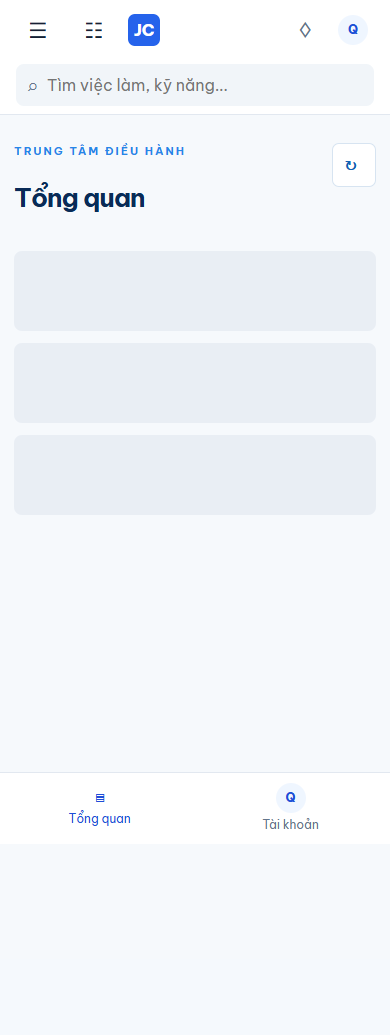 JC
Q
Tìm việc làm, kỹ năng...
TRUNG TÂM ĐIỀU HÀNH
Tổng quan
Tổng quan
Q
Tài khoản